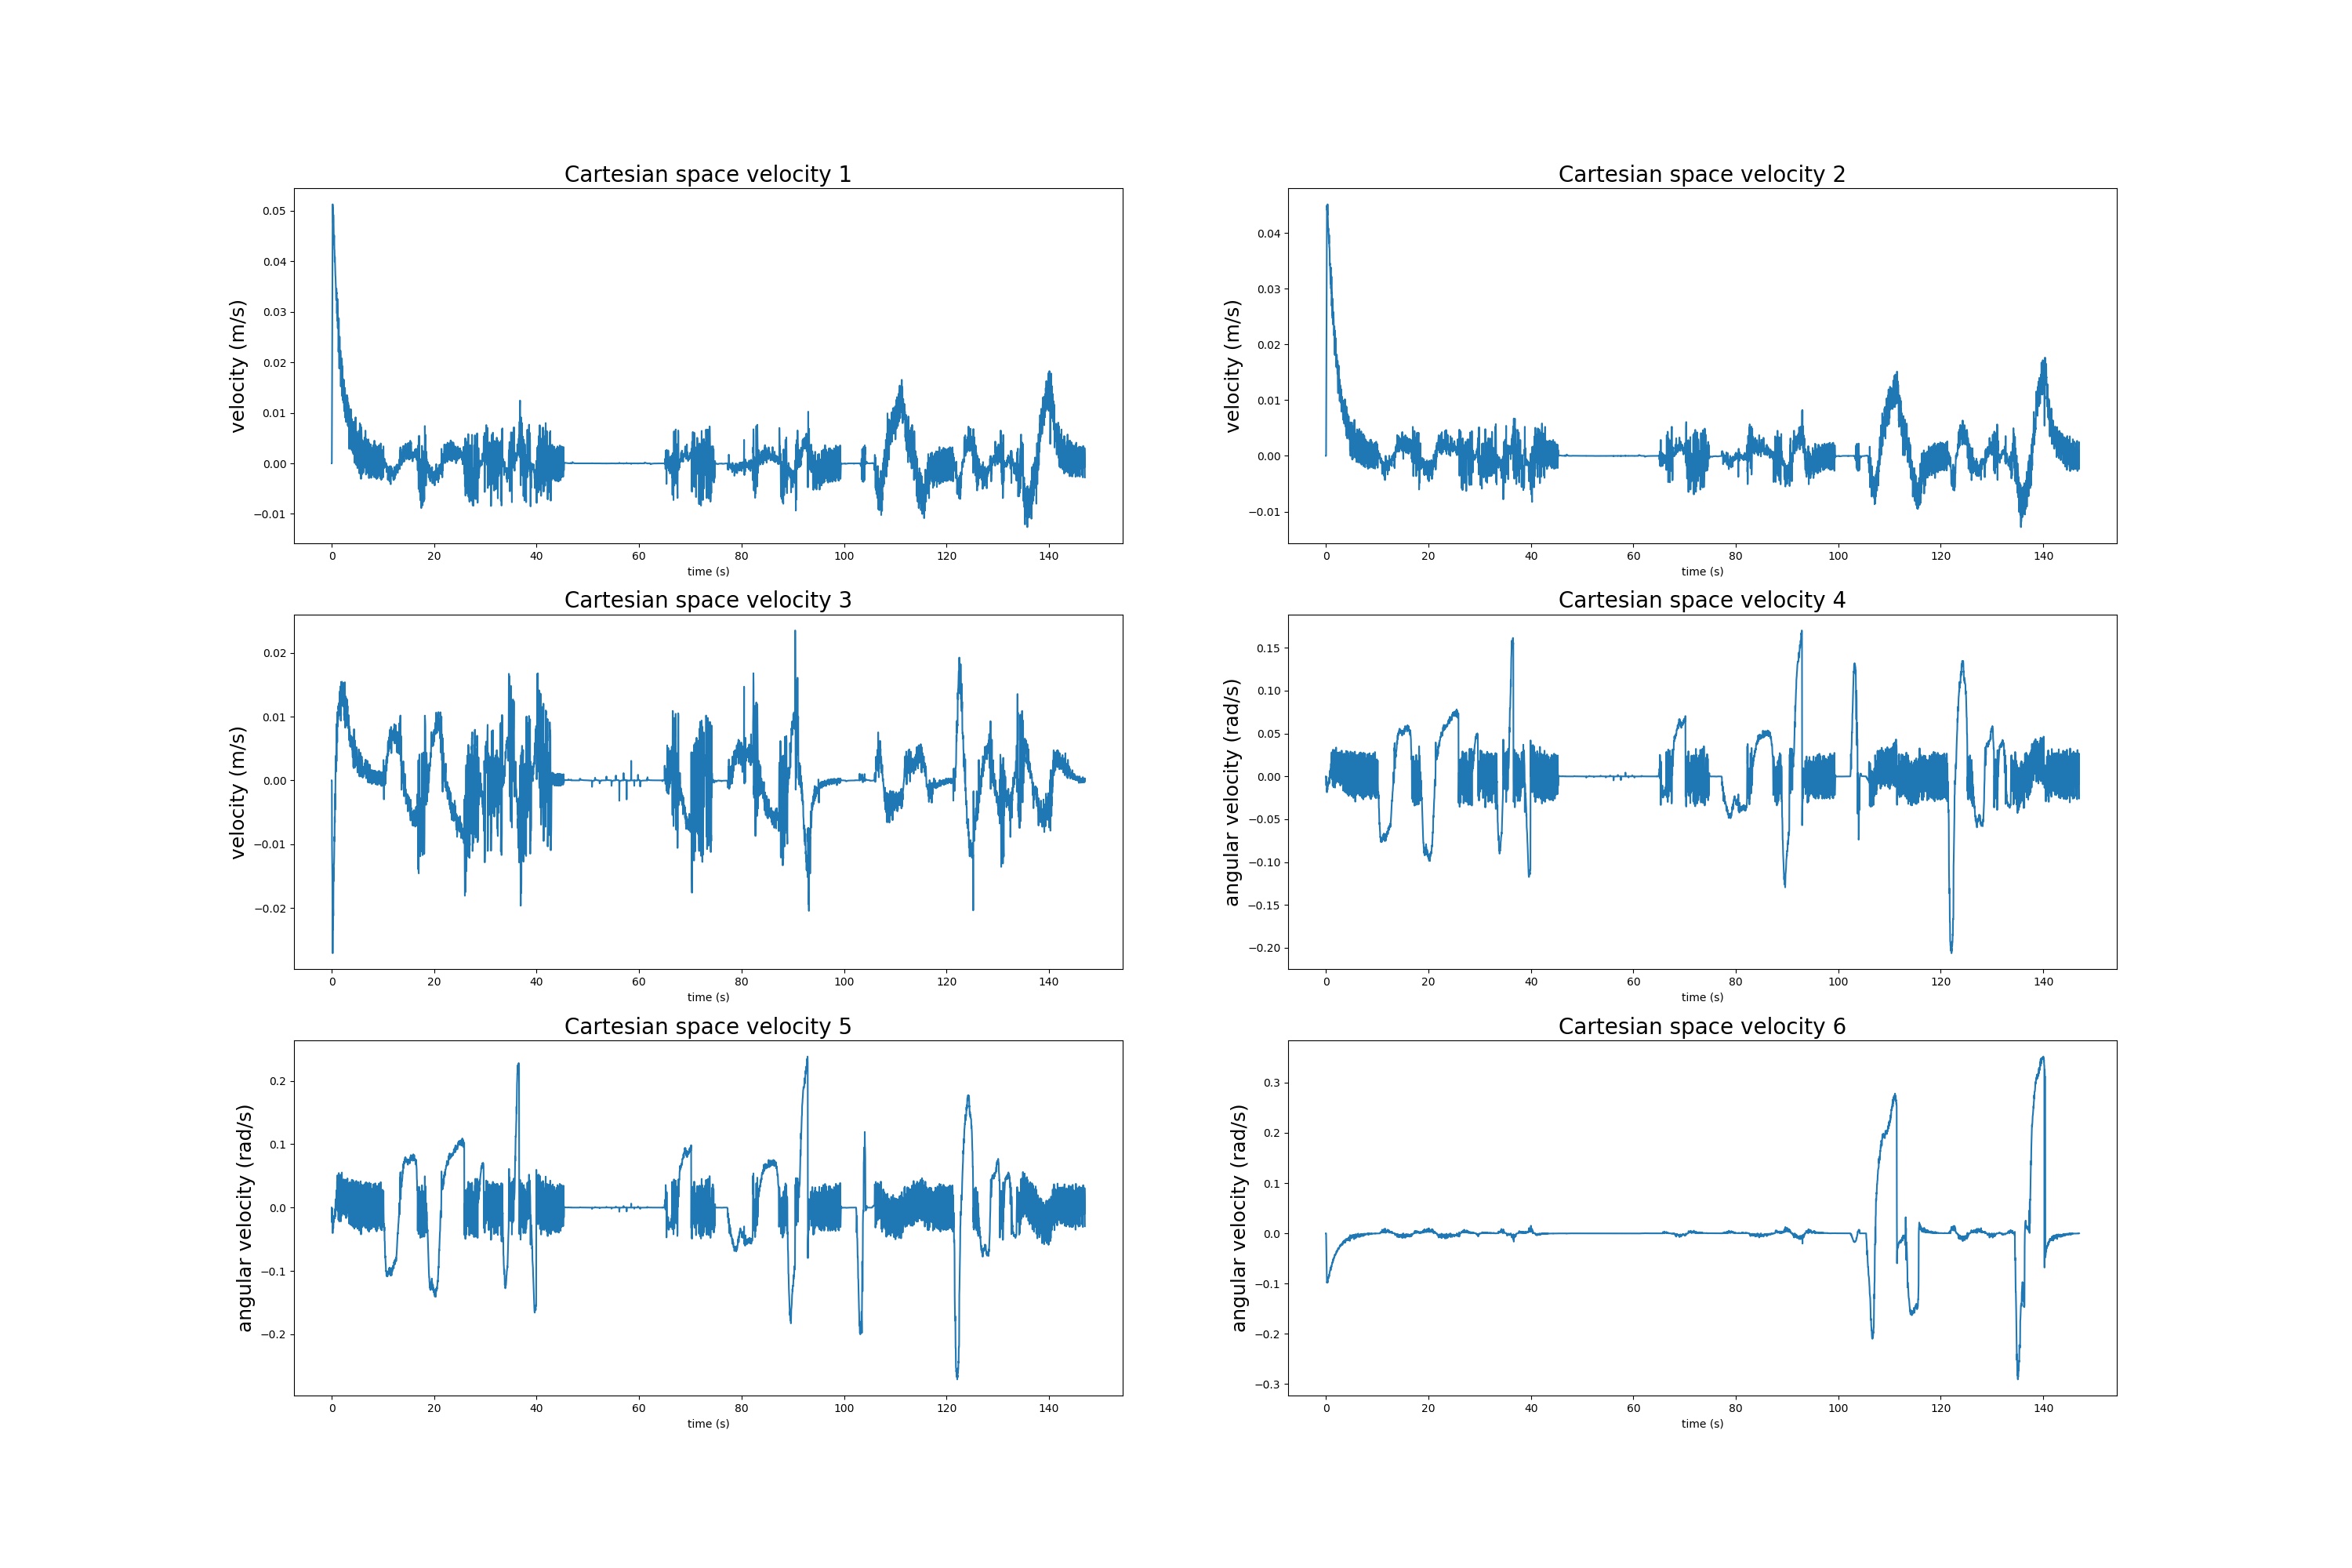 Cartesian space velocity 1
velocity (m/s)
0.05
0.04
0.03
0.02
0.01
0.00
−0.01
0 20 40 60 80 100 120 140
time (s)
Cartesian space velocity 2
velocity (m/s)
0.04
0.03
0.02
0.01
0.00
−0.01
0 20 40 60 80 100 120 140
time (s)
Cartesian space velocity 3
velocity (m/s)
0.02
0.01
0.00
−0.01
−0.02
0 20 40 60 80 100 120 140
time (s)
Cartesian space velocity 4
angular velocity (rad/s)
0.15
0.10
0.05
0.00
−0.05
−0.10
−0.15
−0.20
0 20 40 60 80 100 120 140
time (s)
Cartesian space velocity 5
angular velocity (rad/s)
0.2
0.1
0.0
−0.1
−0.2
0 20 40 60 80 100 120 140
time (s)
Cartesian space velocity 6
angular velocity (rad/s)
0.3
0.2
0.1
0.0
−0.1
−0.2
−0.3
0 20 40 60 80 100 120 140
time (s)